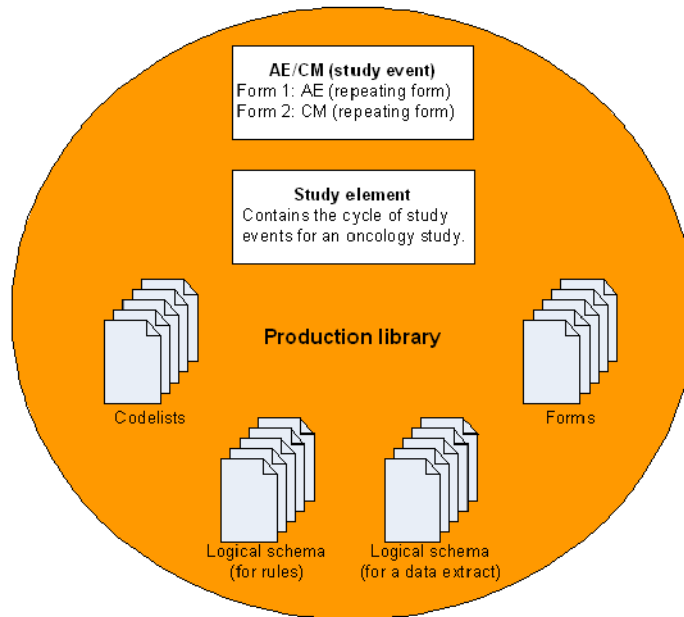 AE/CM (study event)
Form 1: AE (repeating form)
Form 2: CM (repeating form)
Study element
Contains the cycle of study
events for an oncology study.
Production library
Codelists
Forms
Logical schema
(for rules)
Logical schema
(for a data extract)